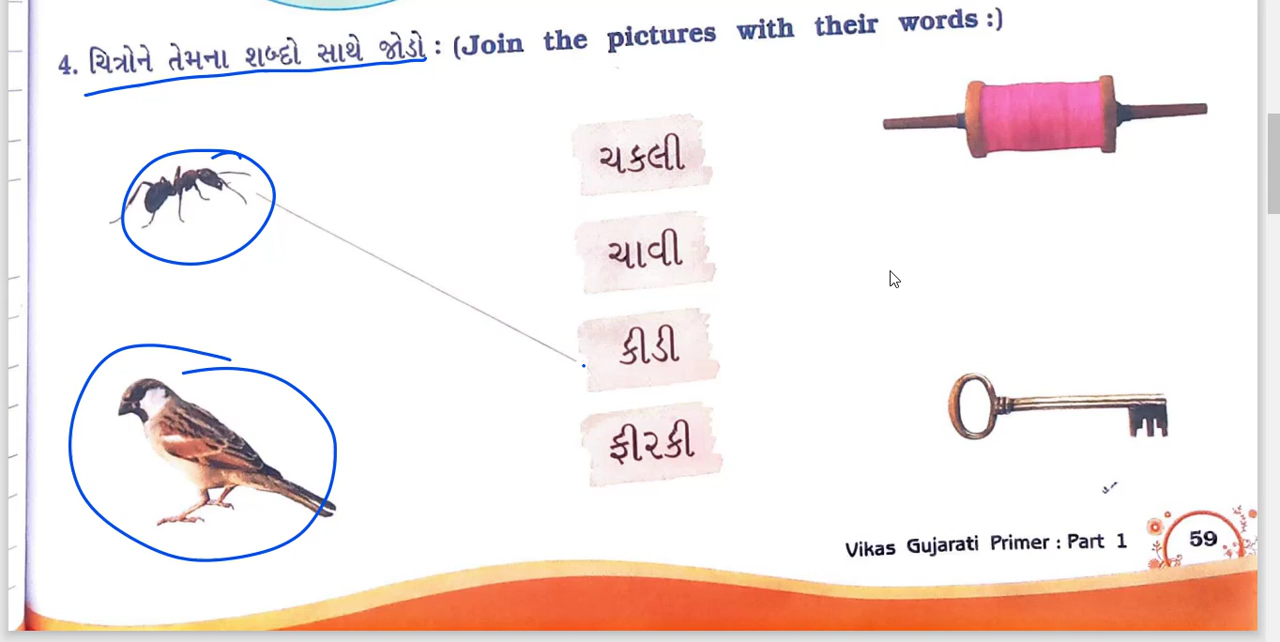 4. ચિત્રોને તેમના શબ્દો સાથે જોડો : (Join the pictures with their words :)
ચકલી
ચાવી
કીડી
ફીરકી
Vikas Gujarati Primer : Part 1 59